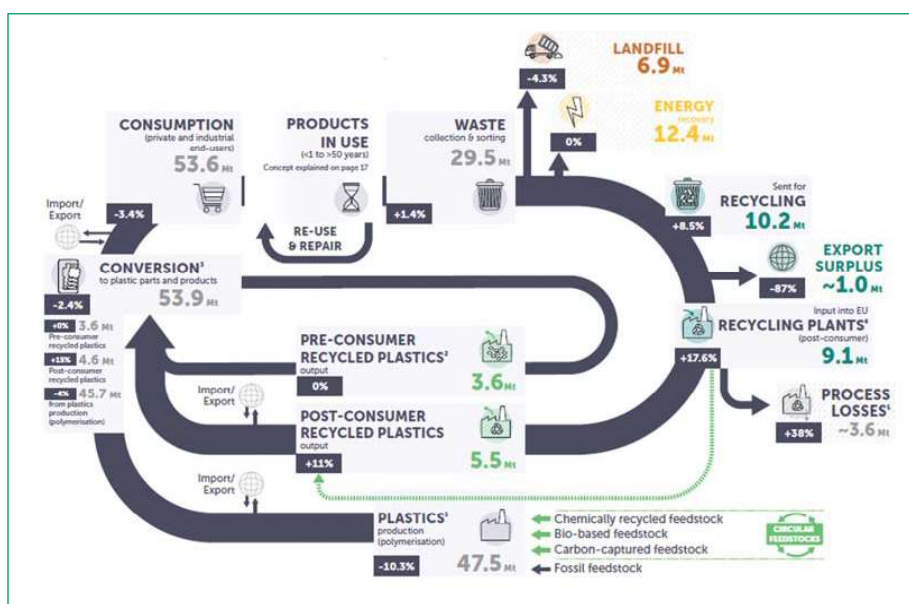 LANDFILL
6.9 Mt
-4.3%
ENERGY
recovery
12.4 Mt
0%
CONSUMPTION
(private and industrial
end-users)
53.6
Mt
-3.4%
PRODUCTS
IN USE
(<1 to >50 years)
Concept explained on page 17
RE-USE
& REPAIR
WASTE
collection & sorting
29.5
Mt
+1.4%
Sent for
RECYCLING
10.2 Mt
+8.5%
EXPORT
SURPLUS
~1.0 Mt
-87%
Input into EU
RECYCLING PLANTS⁴
(post-consumer)
9.1 Mt
+17.6%
PROCESS
LOSSES⁵
~3.6 Mt
+38%
Import/
Export
CONVERSION³
to plastic parts and products
53.9
Mt
-2.4%
+0% 3.6 Mt
Pre-consumer
recycled plastics
+15% 4.6 Mt
Post-consumer
recycled plastics
-4% 45.7 Mt
from plastics
production
(polymerisation)
PRE-CONSUMER
RECYCLED PLASTICS²
output
0%
3.6 Mt
Import/
Export
POST-CONSUMER
RECYCLED PLASTICS
output
+11%
5.5 Mt
Import/
Export
PLASTICS¹
production
(polymerisation)
-10.3%
47.5 Mt
Chemically recycled feedstock
Bio-based feedstock
Carbon-captured feedstock
Fossil feedstock
CIRCULAR
FEEDSTOCKS